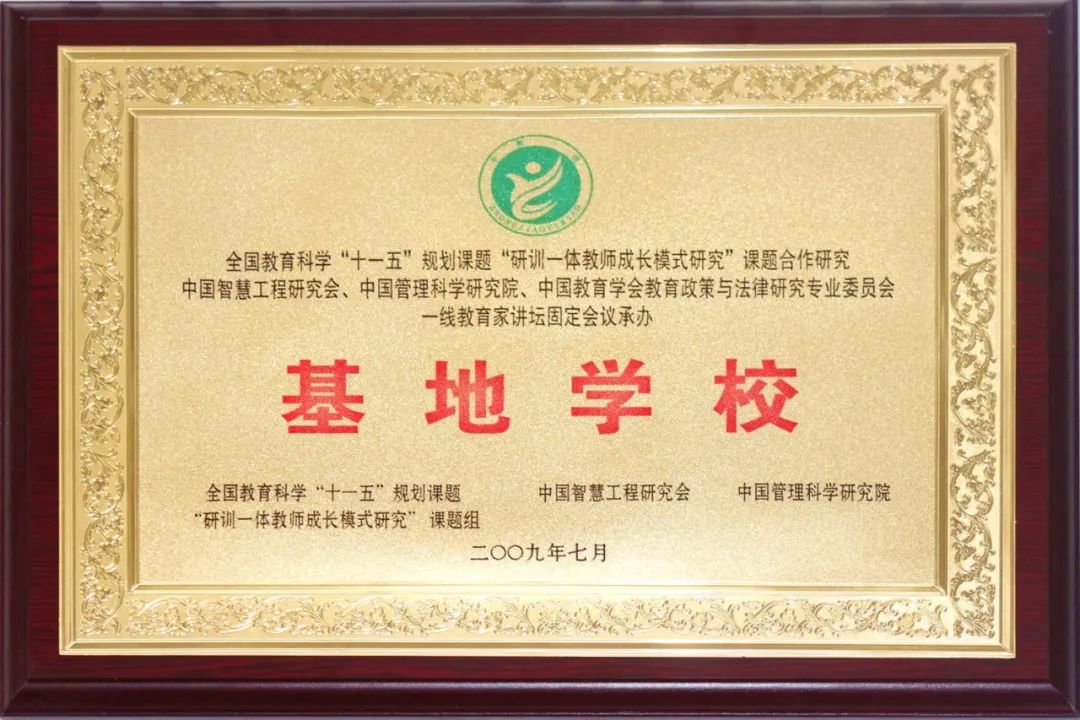 全国教育科学“十一五”规划课题“研训一体教师成长模式研究”课题合作研究
中国智慧工程研究会、中国管理科学研究院、中国教育学会教育政策与法律研究专业委员会
一线教育家讲坛固定会议承办
基地学校
全国教育科学“十一五”规划课题 中国智慧工程研究会 中国管理科学研究院
“研训一体教师成长模式研究”课题组
二〇〇九年七月